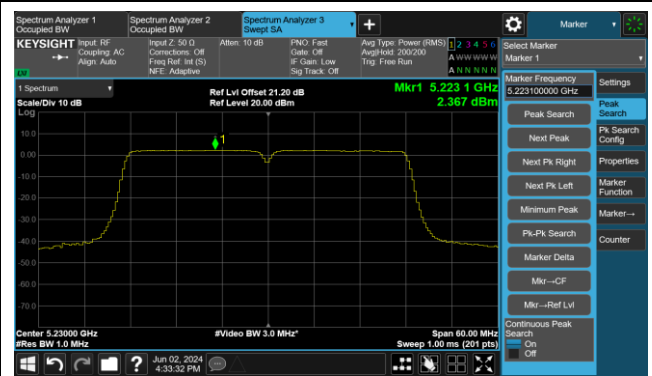 Spectrum Analyzer 1
Occupied BW
Spectrum Analyzer 2
Occupied BW
Spectrum Analyzer 3
Swept SA
Marker
KEYSIGHT
Input: RF
Coupling: AC
Align: Auto
Input Z: 50 Ω
Corrections: Off
Freq Ref: Int (S)
NFE: Adaptive
Atten: 10 dB
PNO: Fast
Gate: Off
IF Gain: Low
Sig Track: Off
Avg Type: Power (RMS)
Avg|Hold: 200/200
Trig: Free Run
1 2 3 4 5 6
A W W W W W
A N N N N N
Select Marker
Marker 1
1 Spectrum
Scale/Div 10 dB
Log
Ref Lvl Offset 21.20 dB
Ref Level 20.00 dBm
Mkr1 5.223 1 GHz
2.367 dBm
1
10.0
0.00
-10.0
-20.0
-30.0
-40.0
-50.0
-60.0
-70.0
Center 5.23000 GHz
#Res BW 1.0 MHz
#Video BW 3.0 MHz*
Span 60.00 MHz
Sweep 1.00 ms (201 pts)
Marker Frequency
5.223100000 GHz
Peak Search
Next Peak
Next Pk Right
Next Pk Left
Minimum Peak
Pk-Pk Search
Marker Delta
Mkr→CF
Mkr→Ref Lvl
Continuous Peak
Search
On
Off
Settings
Peak
Search
Pk Search
Config
Properties
Marker
Function
Marker→
Counter
Jun 02, 2024
4:33:32 PM